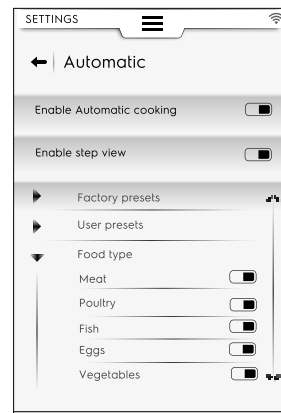 SETTINGS
Automatic
Enable Automatic cooking
Enable step view
Factory presets
User presets
Food type
Meat
Poultry
Fish
Eggs
Vegetables